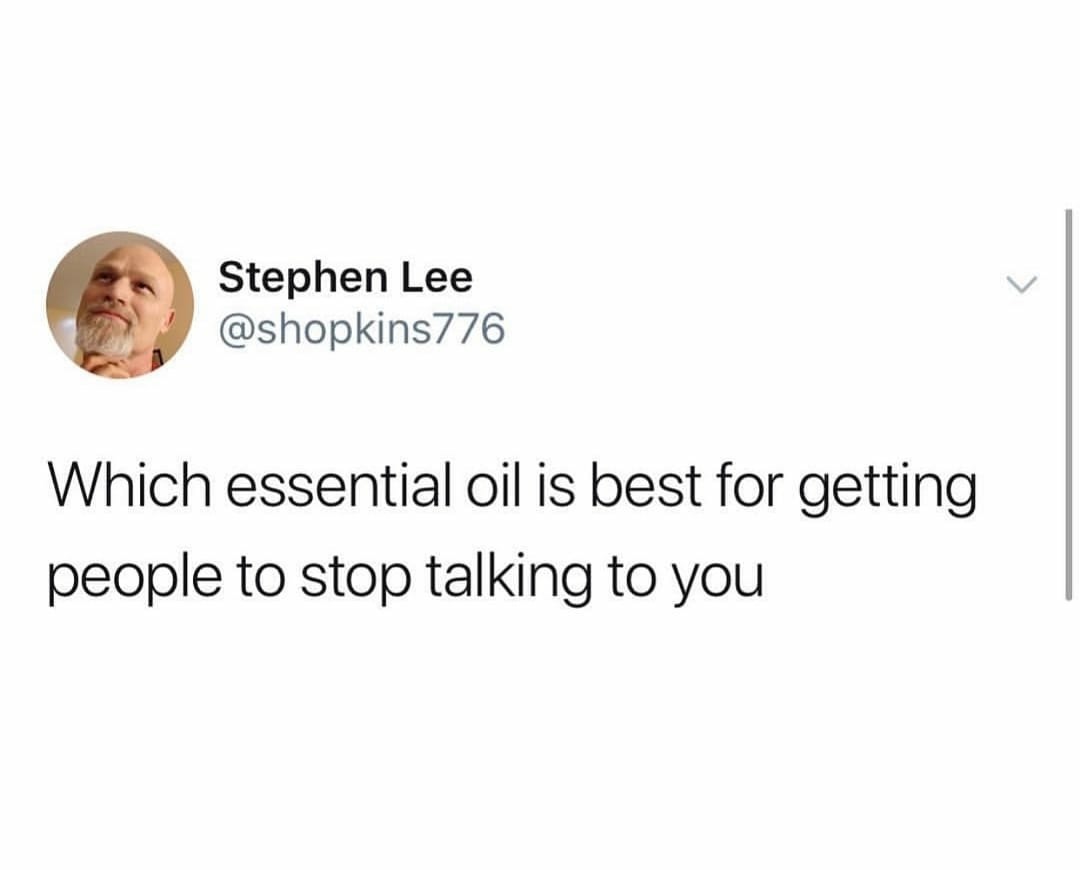 Stephen Lee
@shopkins776
Which essential oil is best for getting
people to stop talking to you